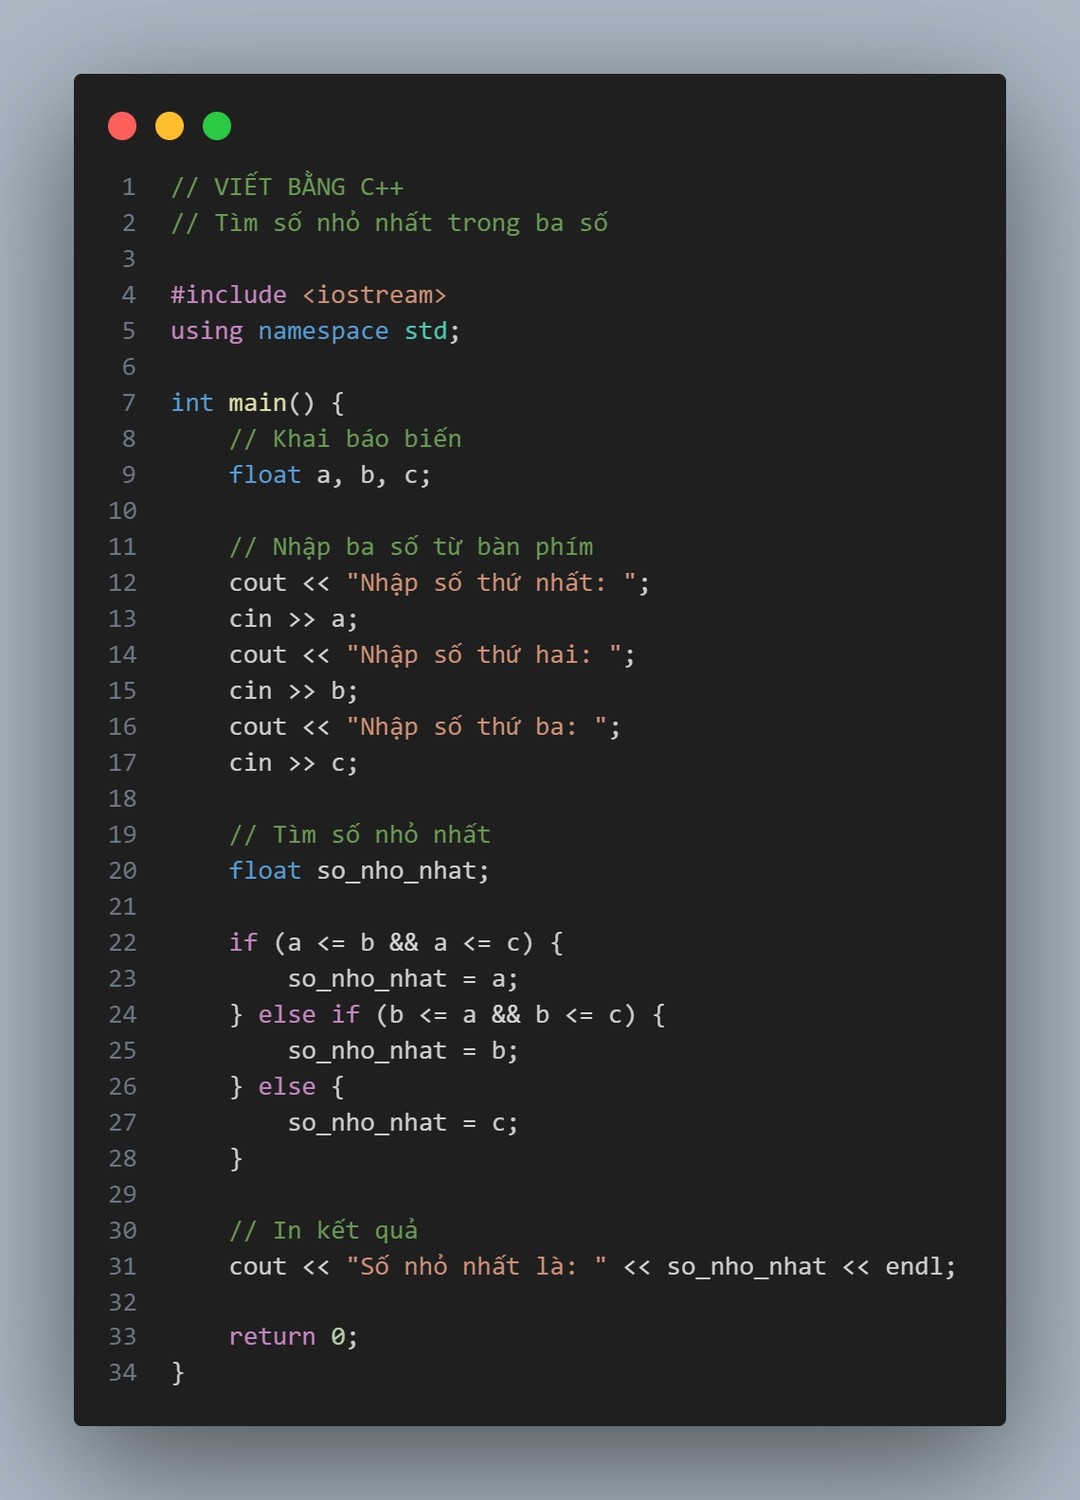 1 // VIẾT BẰNG C++
2 // Tìm số nhỏ nhất trong ba số
3
4 #include <iostream>
5 using namespace std;
6
7 int main() {
8     // Khai báo biến
9     float a, b, c;
10
11     // Nhập ba số từ bàn phím
12     cout << "Nhập số thứ nhất: ";
13     cin >> a;
14     cout << "Nhập số thứ hai: ";
15     cin >> b;
16     cout << "Nhập số thứ ba: ";
17     cin >> c;
18
19     // Tìm số nhỏ nhất
20     float so_nho_nhat;
21
22     if (a <= b && a <= c) {
23         so_nho_nhat = a;
24     } else if (b <= a && b <= c) {
25         so_nho_nhat = b;
26     } else {
27         so_nho_nhat = c;
28     }
29
30     // In kết quả
31     cout << "Số nhỏ nhất là: " << so_nho_nhat << endl;
32
33     return 0;
34 }